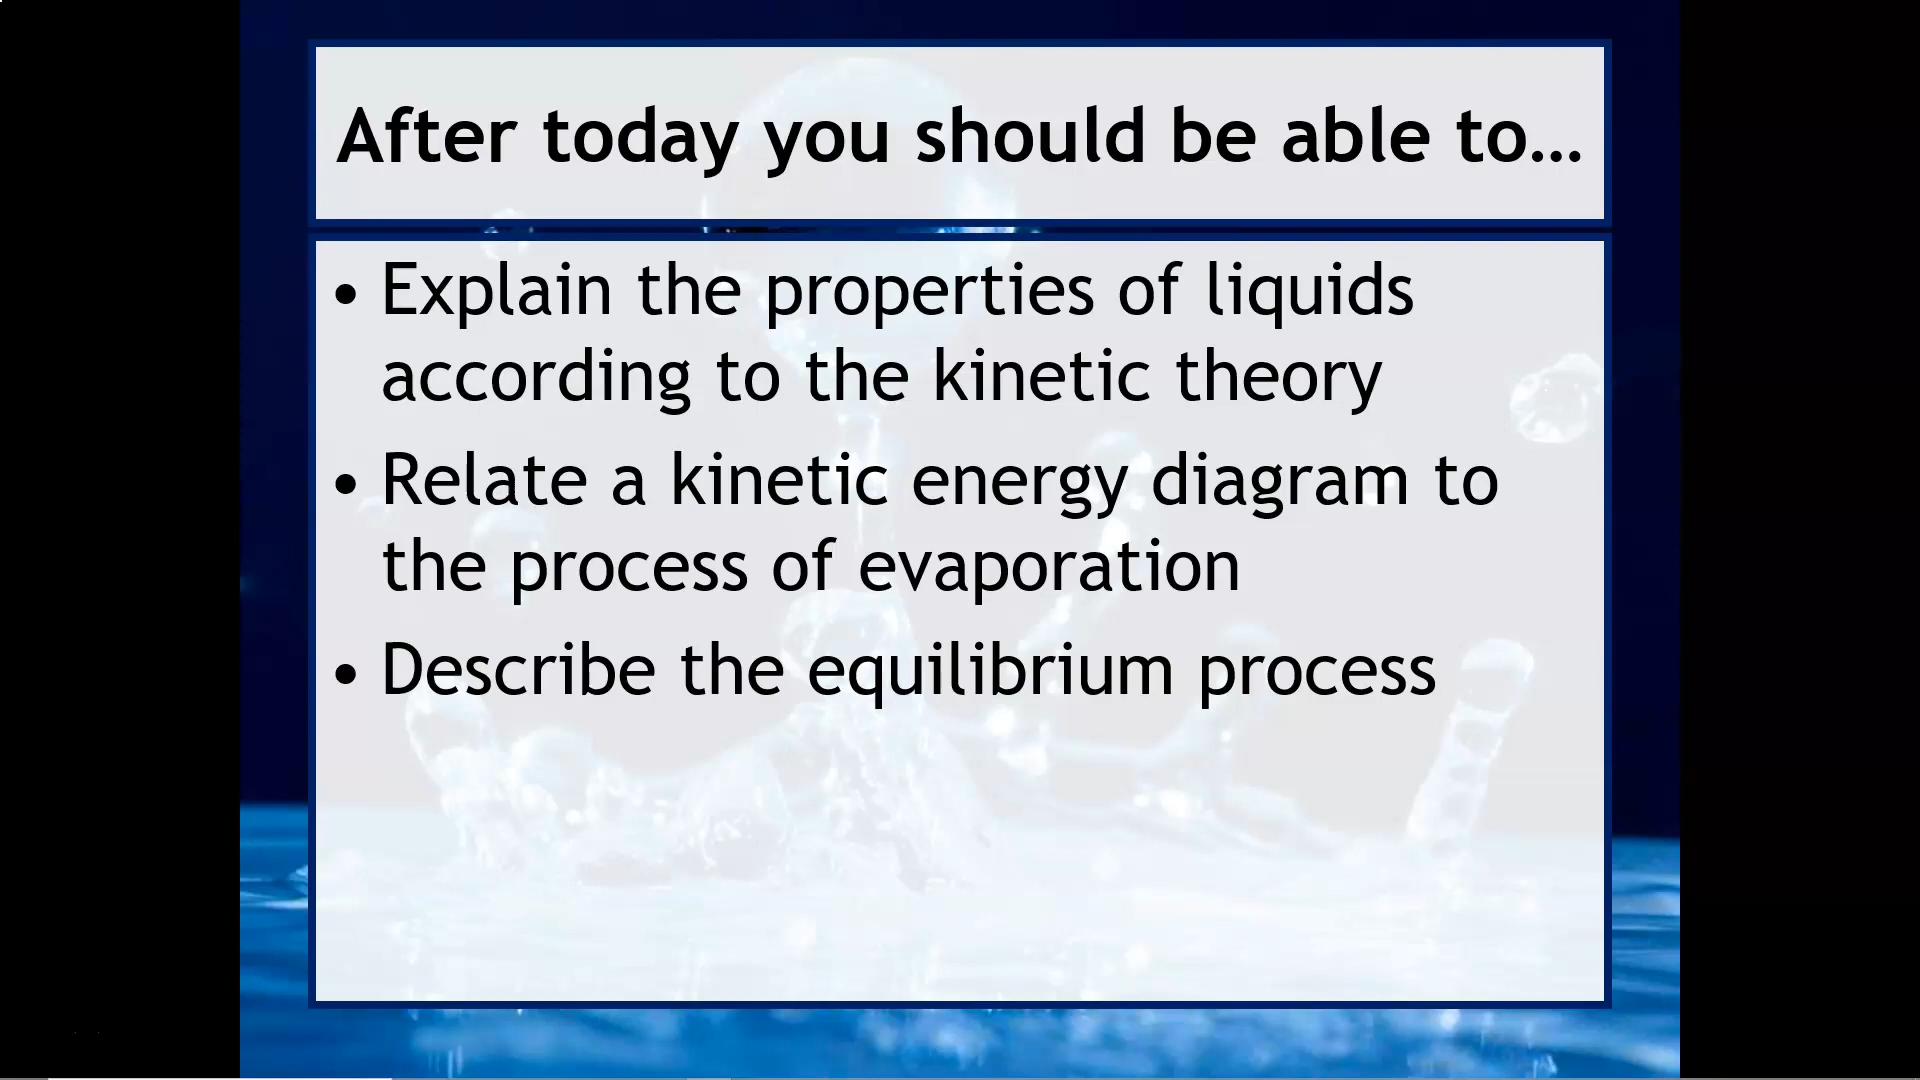 After today you should be able to…
• Explain the properties of liquids
according to the kinetic theory
• Relate a kinetic energy diagram to
the process of evaporation
• Describe the equilibrium process